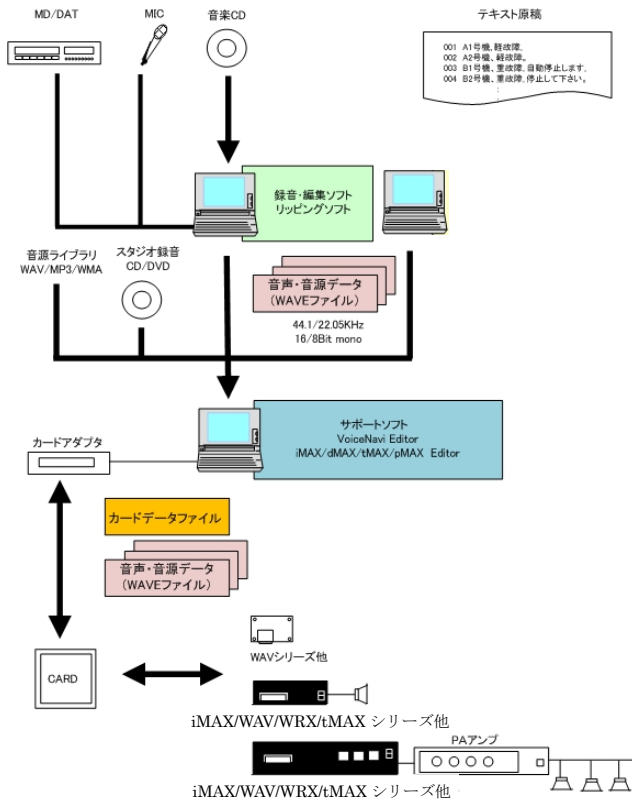 MD/DAT
MIC
音楽CD
テキスト原稿
001 A1号機、軽故障。
002 A2号機、軽故障。
003 B1号機、重故障、自動停止します。
004 B2号機、重故障、停止して下さい。
録音・編集ソフト
リッピングソフト
音源ライブラリ
WAV/MP3/WMA
スタジオ録音
CD/DVD
音声・音源データ
(WAVEファイル)
44.1/22.05KHz
16/8Bit mono
サポートソフト
VoiceNavi Editor
iMAX/dMAX/tMAX/pMAX Editor
カードアダプタ
カードデータファイル
音声・音源データ
(WAVEファイル)
CARD
WAVシリーズ他
iMAX/WAV/WRX/tMAX シリーズ他
PAアンプ
iMAX/WAV/WRX/tMAX シリーズ他